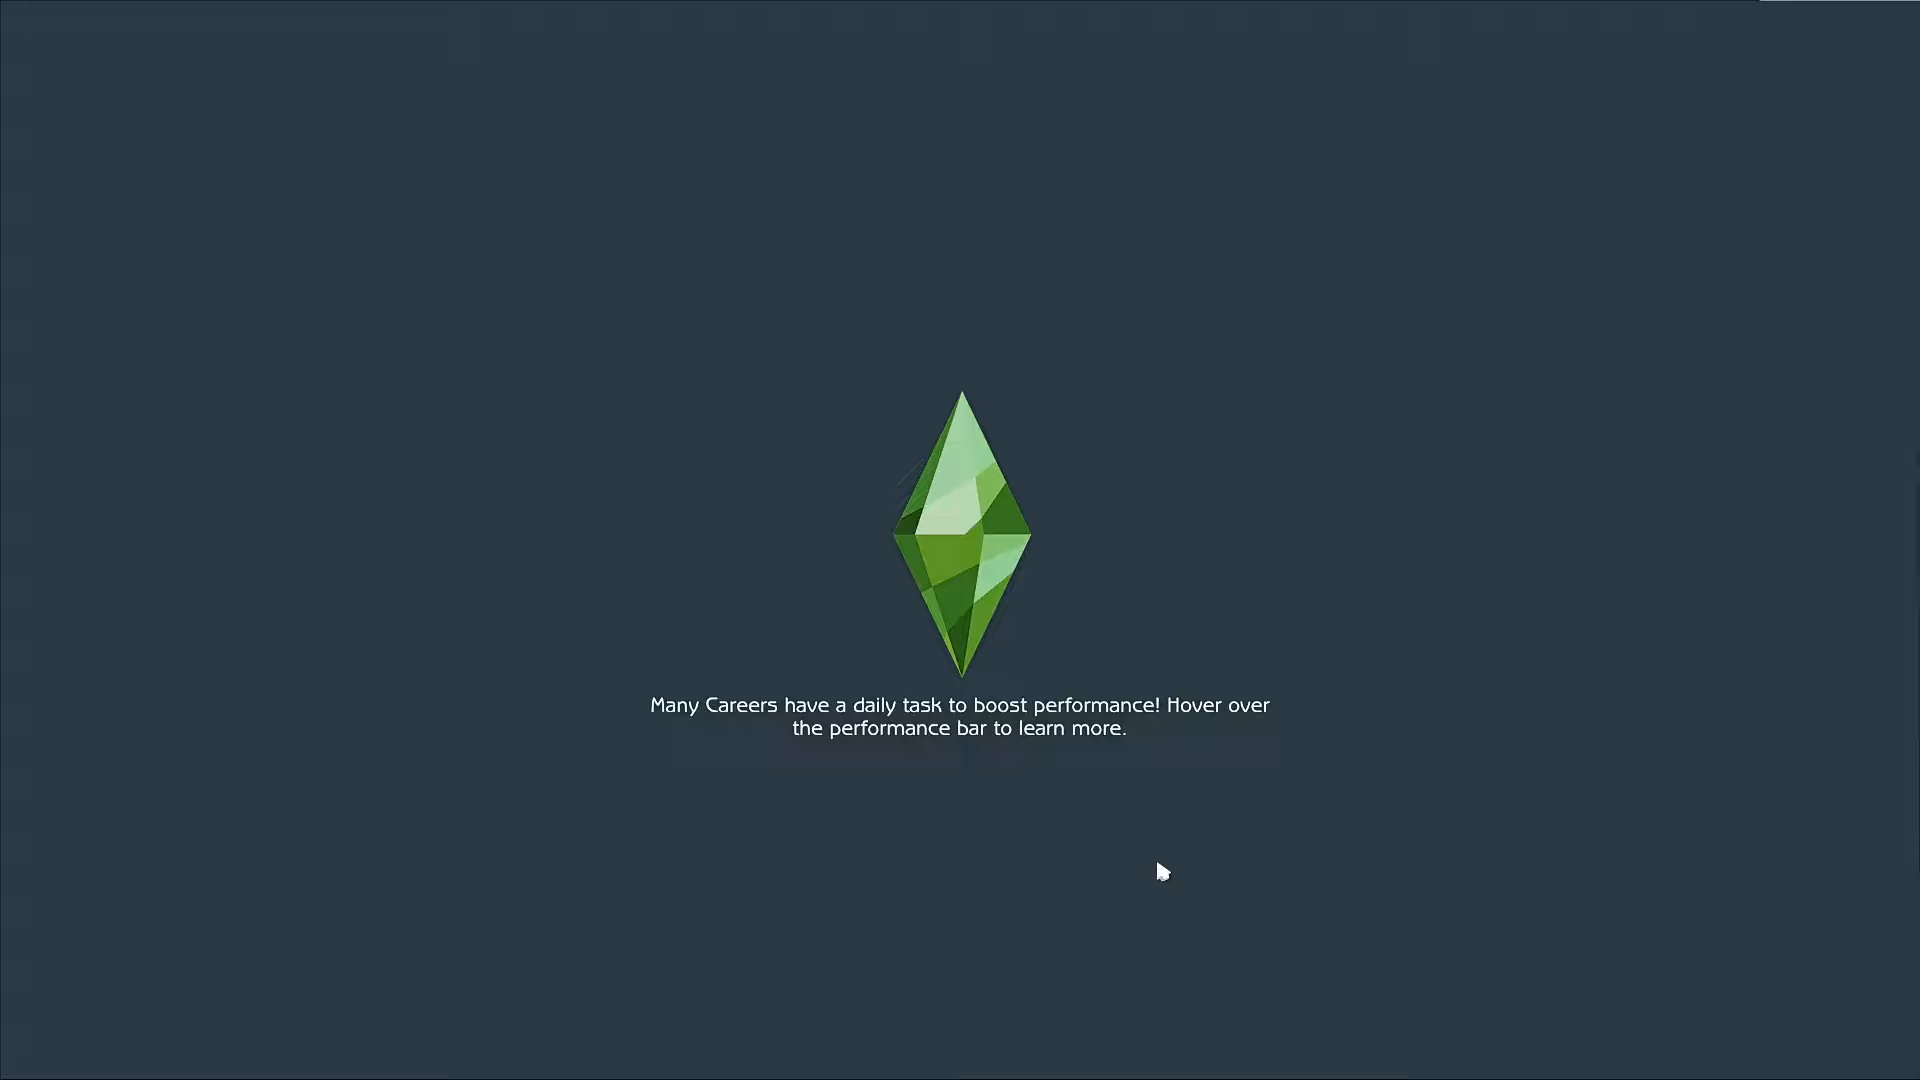 Many Careers have a daily task to boost performance! Hover over
the performance bar to learn more.